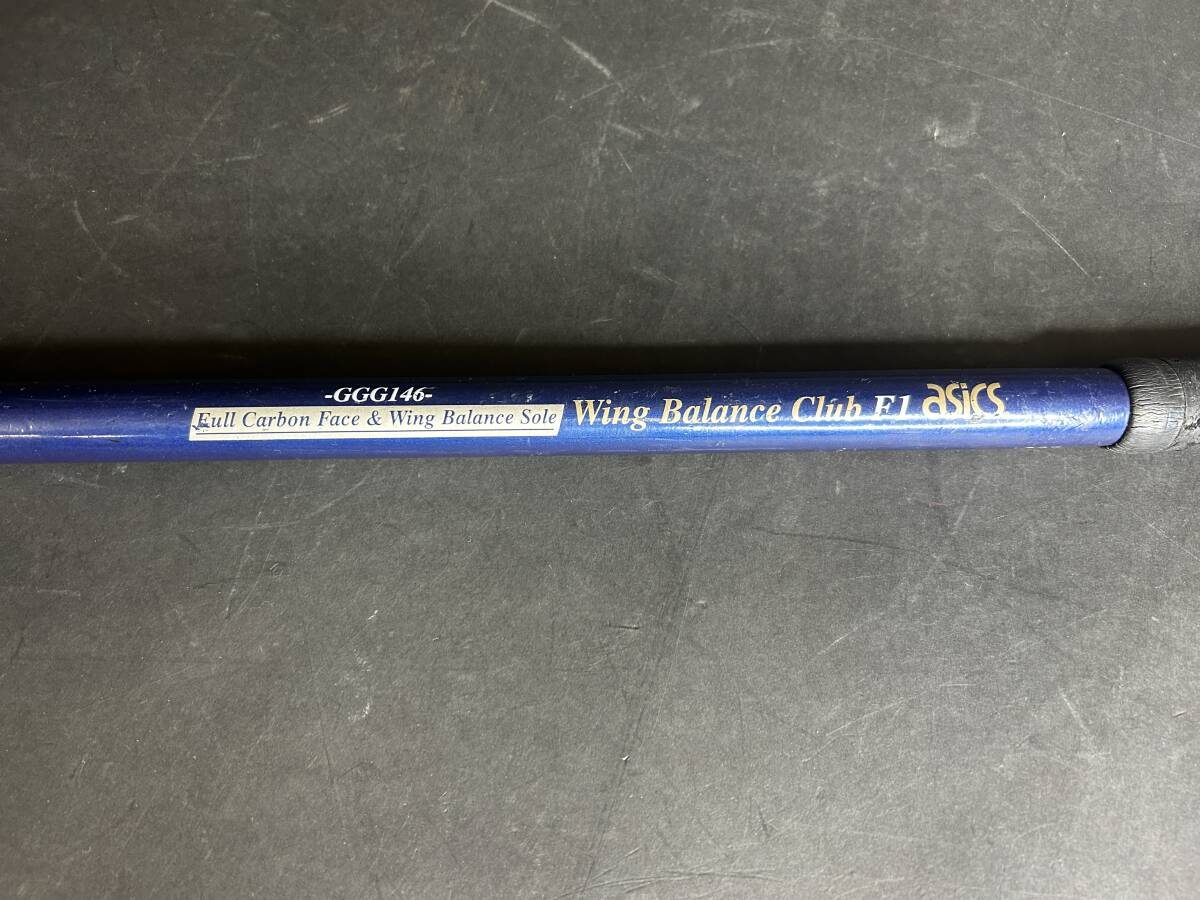 -GGG146-
Full Carbon Face & Wing Balance Sole
Wing Balance Club F1 asics